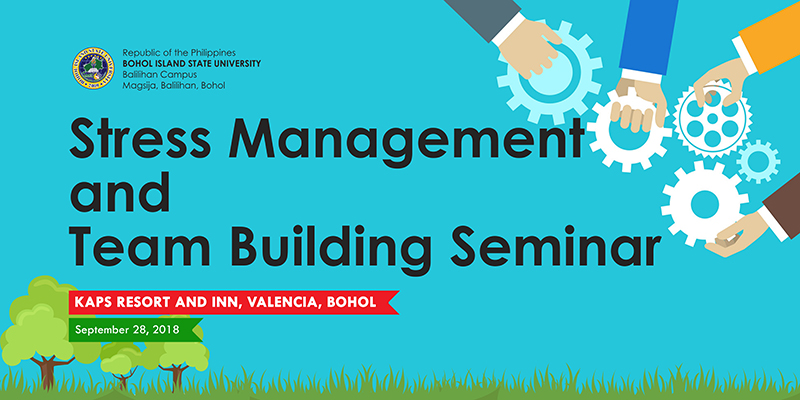 Republic of the Philippines
BOHOL ISLAND STATE UNIVERSITY
Balilihan Campus
Magsija, Balilihan, Bohol
Stress Management
and
Team Building Seminar
KAPS RESORT AND INN, VALENCIA, BOHOL
September 28, 2018